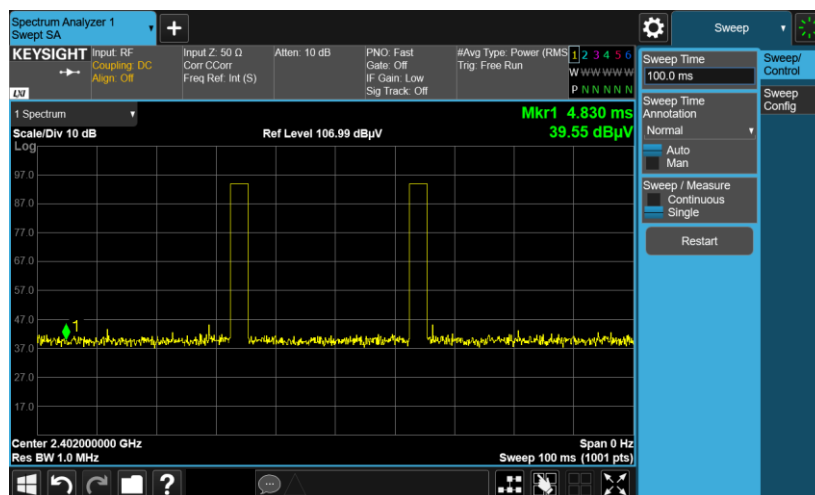 Spectrum Analyzer 1
Swept SA
Sweep
KEYSIGHT
Input: RF
Coupling: DC
Align: Off
Input Z: 50 Ω
Corr CCorr
Freq Ref: Int (S)
Atten: 10 dB
PNO: Fast
Gate: Off
IF Gain: Low
Sig Track: Off
#Avg Type: Power (RMS
Trig: Free Run
1 2 3 4 5 6
W W W W W W
P N N N N N
LXI
1 Spectrum
Scale/Div 10 dB
Log
Ref Level 106.99 dBµV
Mkr1 4.830 ms
39.55 dBµV
97.0
87.0
77.0
67.0
57.0
47.0
37.0
27.0
17.0
1
Center 2.402000000 GHz
Res BW 1.0 MHz
Span 0 Hz
Sweep 100 ms (1001 pts)
Sweep Time
100.0 ms
Sweep Time
Annotation
Normal
Auto
Man
Sweep / Measure
Continuous
Single
Restart
Sweep/
Control
Sweep
Config